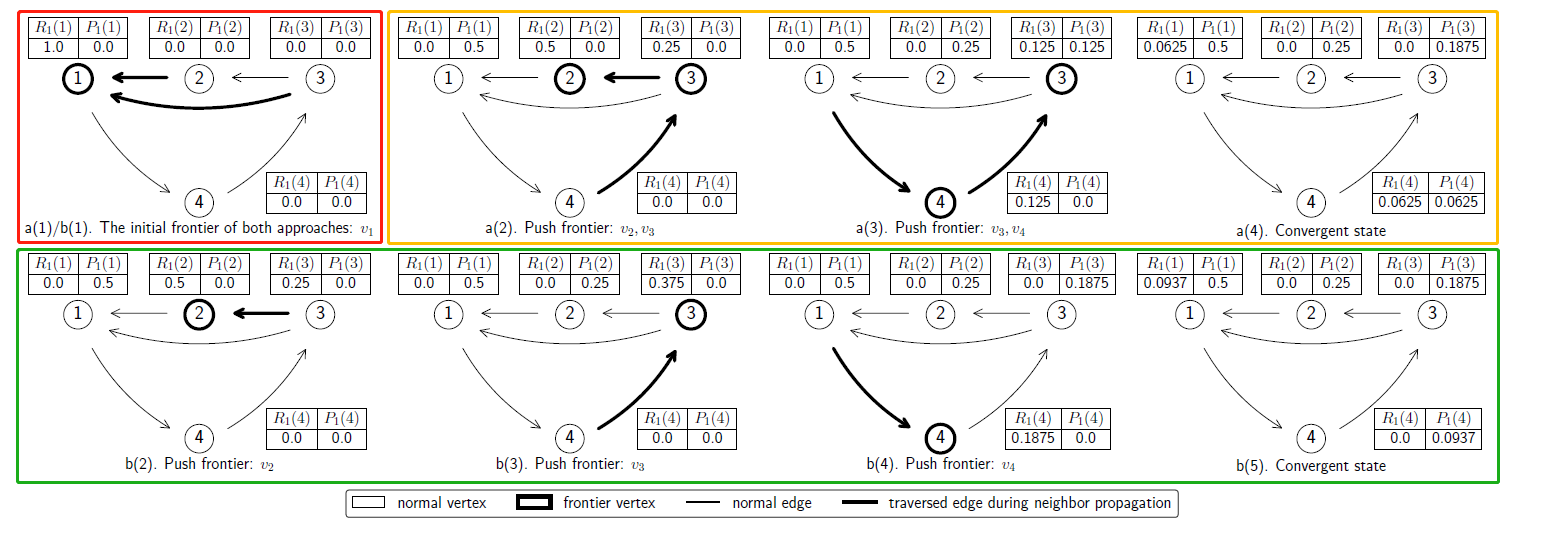 R₁(1) P₁(1) R₁(2) P₁(2) R₁(3) P₁(3)
1.0 0.0 0.0 0.0 0.0 0.0
1 2 3
R₁(4) P₁(4)
0.0 0.0
4
a(1)/b(1). The initial frontier of both approaches: v₁
R₁(1) P₁(1) R₁(2) P₁(2) R₁(3) P₁(3)
0.0 0.5 0.5 0.0 0.25 0.0
1 2 3
R₁(4) P₁(4)
0.0 0.0
4
a(2). Push frontier: v₂, v₃
R₁(1) P₁(1) R₁(2) P₁(2) R₁(3) P₁(3)
0.0 0.5 0.0 0.25 0.125 0.125
1 2 3
R₁(4) P₁(4)
0.125 0.0
4
a(3). Push frontier: v₃, v₄
R₁(1) P₁(1) R₁(2) P₁(2) R₁(3) P₁(3)
0.0625 0.5 0.0 0.25 0.0 0.1875
1 2 3
R₁(4) P₁(4)
0.0625 0.0625
4
a(4). Convergent state
R₁(1) P₁(1) R₁(2) P₁(2) R₁(3) P₁(3)
0.0 0.5 0.5 0.0 0.25 0.0
1 2 3
R₁(4) P₁(4)
0.0 0.0
4
b(2). Push frontier: v₂
R₁(1) P₁(1) R₁(2) P₁(2) R₁(3) P₁(3)
0.0 0.5 0.0 0.25 0.375 0.0
1 2 3
R₁(4) P₁(4)
0.0 0.0
4
b(3). Push frontier: v₃
R₁(1) P₁(1) R₁(2) P₁(2) R₁(3) P₁(3)
0.0 0.5 0.0 0.25 0.0 0.1875
1 2 3
R₁(4) P₁(4)
0.1875 0.0
4
b(4). Push frontier: v₄
R₁(1) P₁(1) R₁(2) P₁(2) R₁(3) P₁(3)
0.0937 0.5 0.0 0.25 0.0 0.1875
1 2 3
R₁(4) P₁(4)
0.0 0.0937
4
b(5). Convergent state
normal vertex frontier vertex normal edge traversed edge during neighbor propagation